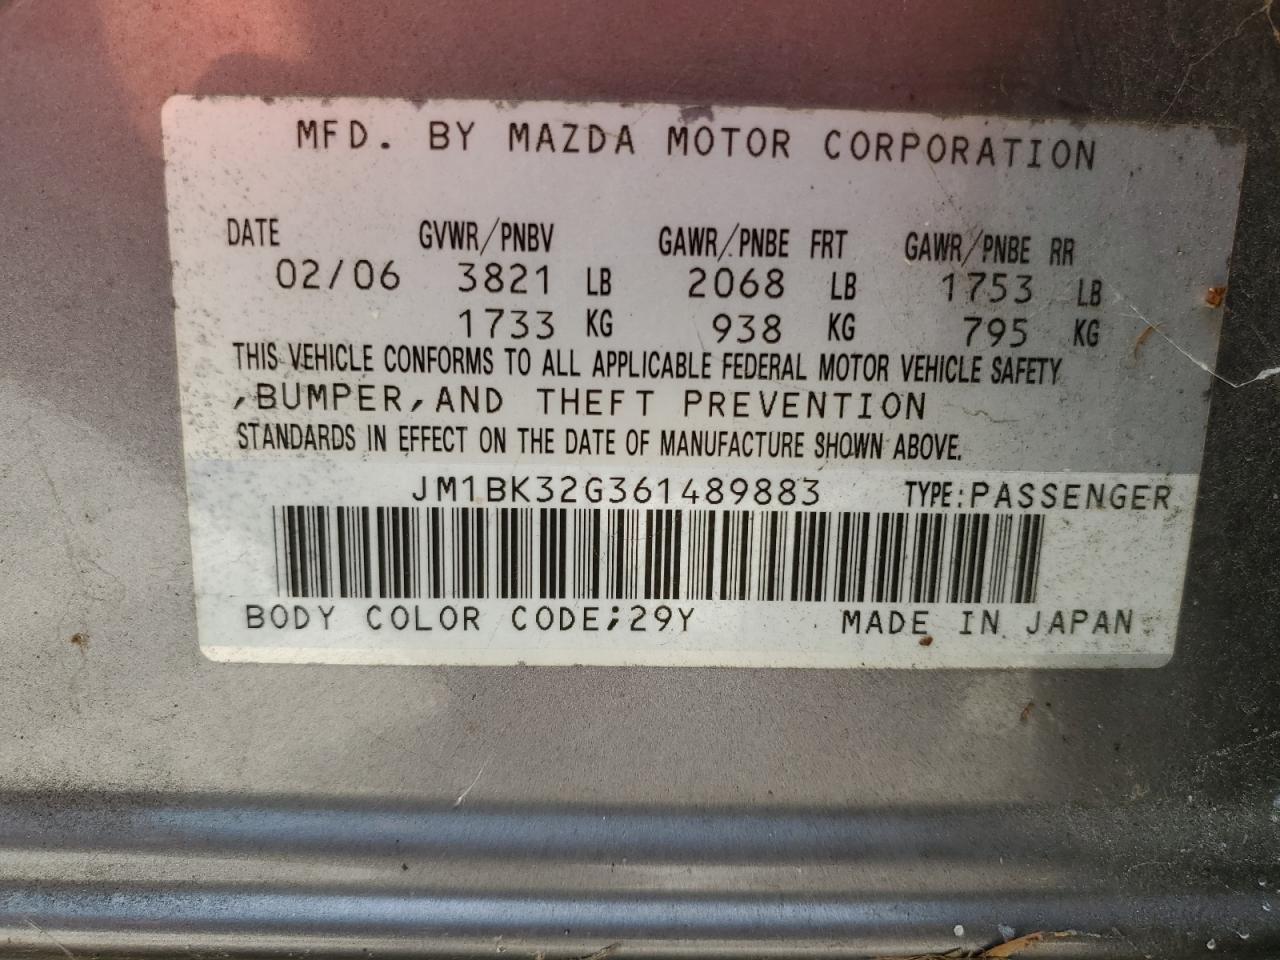 MFD. BY MAZDA MOTOR CORPORATION
DATE GVWR/PNBV GAWR/PNBE FRT GAWR/PNBE RR
02/06 3821 LB 2068 LB 1753 LB
1733 KG 938 KG 795 KG
THIS VEHICLE CONFORMS TO ALL APPLICABLE FEDERAL MOTOR VEHICLE SAFETY
,BUMPER,AND THEFT PREVENTION
STANDARDS IN EFFECT ON THE DATE OF MANUFACTURE SHOWN ABOVE.
JM1BK32G361489883 TYPE:PASSENGER
BODY COLOR CODE;29Y MADE IN JAPAN